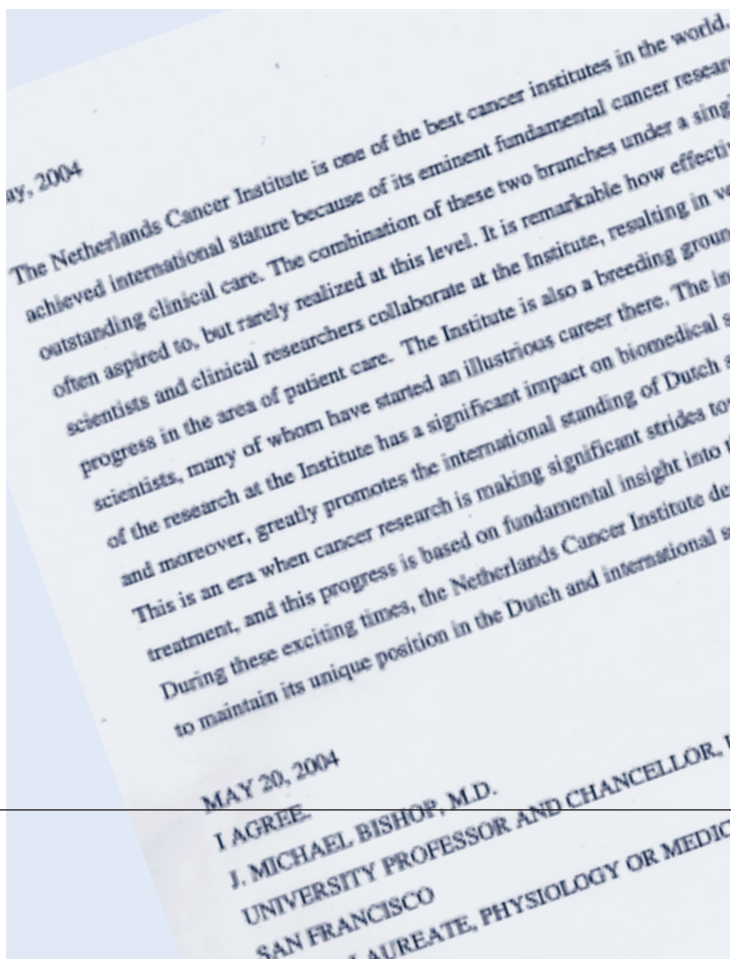 ay, 2004
The Netherlands Cancer Institute is one of the best cancer institutes in the world.
achieved international stature because of its eminent fundamental cancer resear
outstanding clinical care. The combination of these two branches under a singl
often aspired to, but rarely realized at this level. It is remarkable how effecti
scientists and clinical researchers collaborate at the Institute, resulting in ve
progress in the area of patient care. The Institute is also a breeding groun
scientists, many of whom have started an illustrious career there. The in
of the research at the Institute has a significant impact on biomedical s
and moreover, greatly promotes the international standing of Dutch s
This is an era when cancer research is making significant strides to
treatment, and this progress is based on fundamental insight into t
During these exciting times, the Netherlands Cancer Institute de
to maintain its unique position in the Dutch and international s
MAY 20, 2004
I AGREE.
J. MICHAEL BISHOP, M.D.
UNIVERSITY PROFESSOR AND CHANCELLOR,
SAN FRANCISCO
LAUREATE, PHYSIOLOGY OR MEDIC